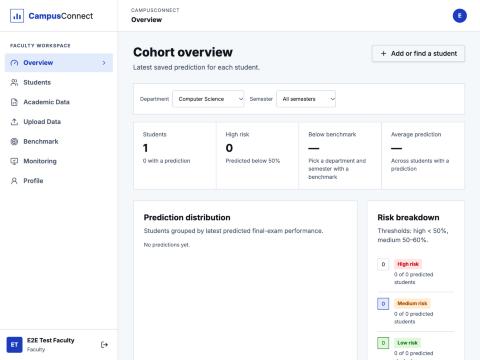 CampusConnect
FACULTY WORKSPACE
Overview
Students
Academic Data
Upload Data
Benchmark
Monitoring
Profile
ET
E2E Test Faculty
Faculty
CAMPUSCONNECT
Overview
E
Cohort overview
Latest saved prediction for each student.
+ Add or find a student
Department Computer Science Semester All semesters
Students
1
0 with a prediction
High risk
0
Predicted below 50%
Below benchmark
—
Pick a department and
semester with a
benchmark
Average prediction
—
Across students with a
prediction
Prediction distribution
Students grouped by latest predicted final-exam performance.
No predictions yet.
Risk breakdown
Thresholds: high < 50%,
medium 50–60%.
0 High risk
0 of 0 predicted
students
0 Medium risk
0 of 0 predicted
students
0 Low risk
0 of 0 predicted